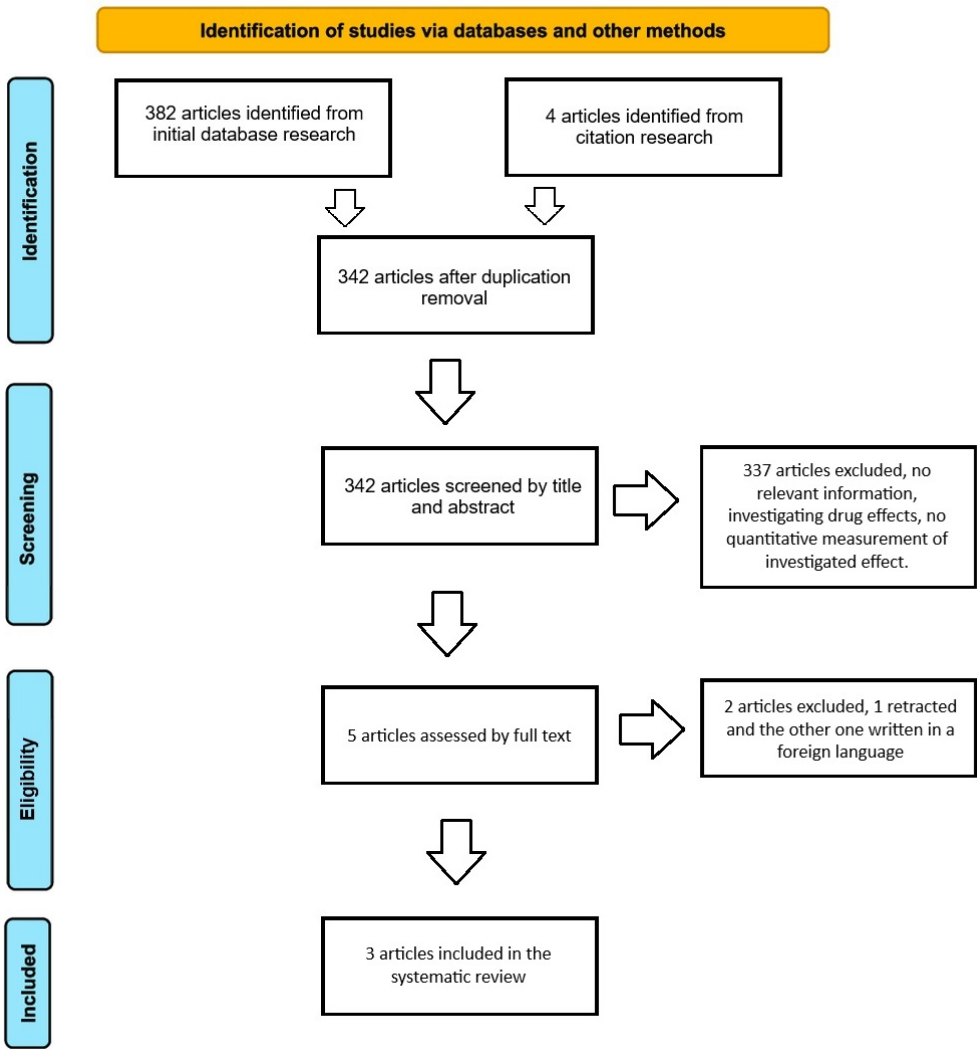 Identification of studies via databases and other methods
Identification
382 articles identified from
initial database research
4 articles identified from
citation research
342 articles after duplication
removal
Screening
342 articles screened by title
and abstract
337 articles excluded, no
relevant information,
investigating drug effects, no
quantitative measurement of
investigated effect.
Eligibility
5 articles assessed by full text
2 articles excluded, 1 retracted
and the other one written in a
foreign language
Included
3 articles included in the
systematic review